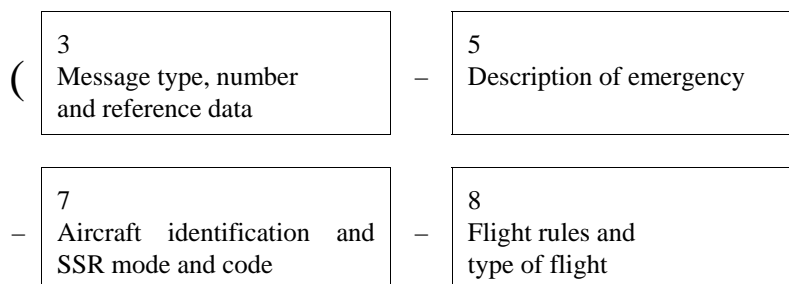 (
3
Message type, number
and reference data
–
5
Description of emergency
–
7
Aircraft identification and
SSR mode and code
–
8
Flight rules and
type of flight